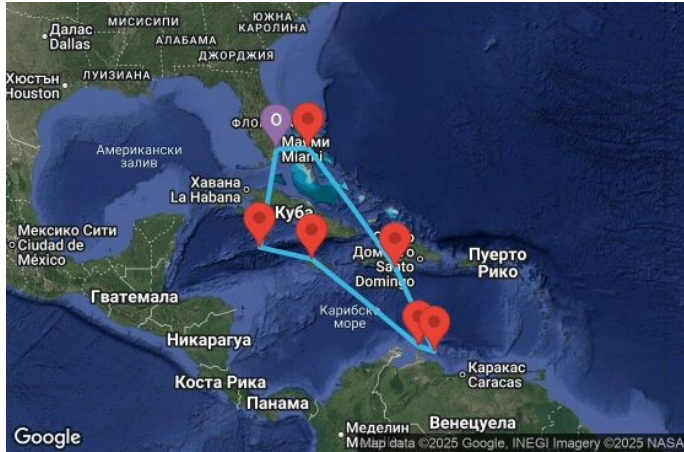 МИСИСИПИ
ЮЖНА
КАРОЛИНА
Далас
Dallas
АЛАБАМА
ДЖОРДЖИЯ
Хюстън
Houston
ЛУИЗИАНА
O
Маями
Miami
Американски
залив
Хавана
La Habana
Куба
Мексико Сити
Ciudad de
México
Santo
Domingo
Пуерто
Рико
Гватемала
Карибско
море
Никарагуа
Каракас
Caracas
Коста Рика
Панама
Меделин
Венецуела
Google
Map data ©2025 Google, INEGI Imagery ©2025 NASA